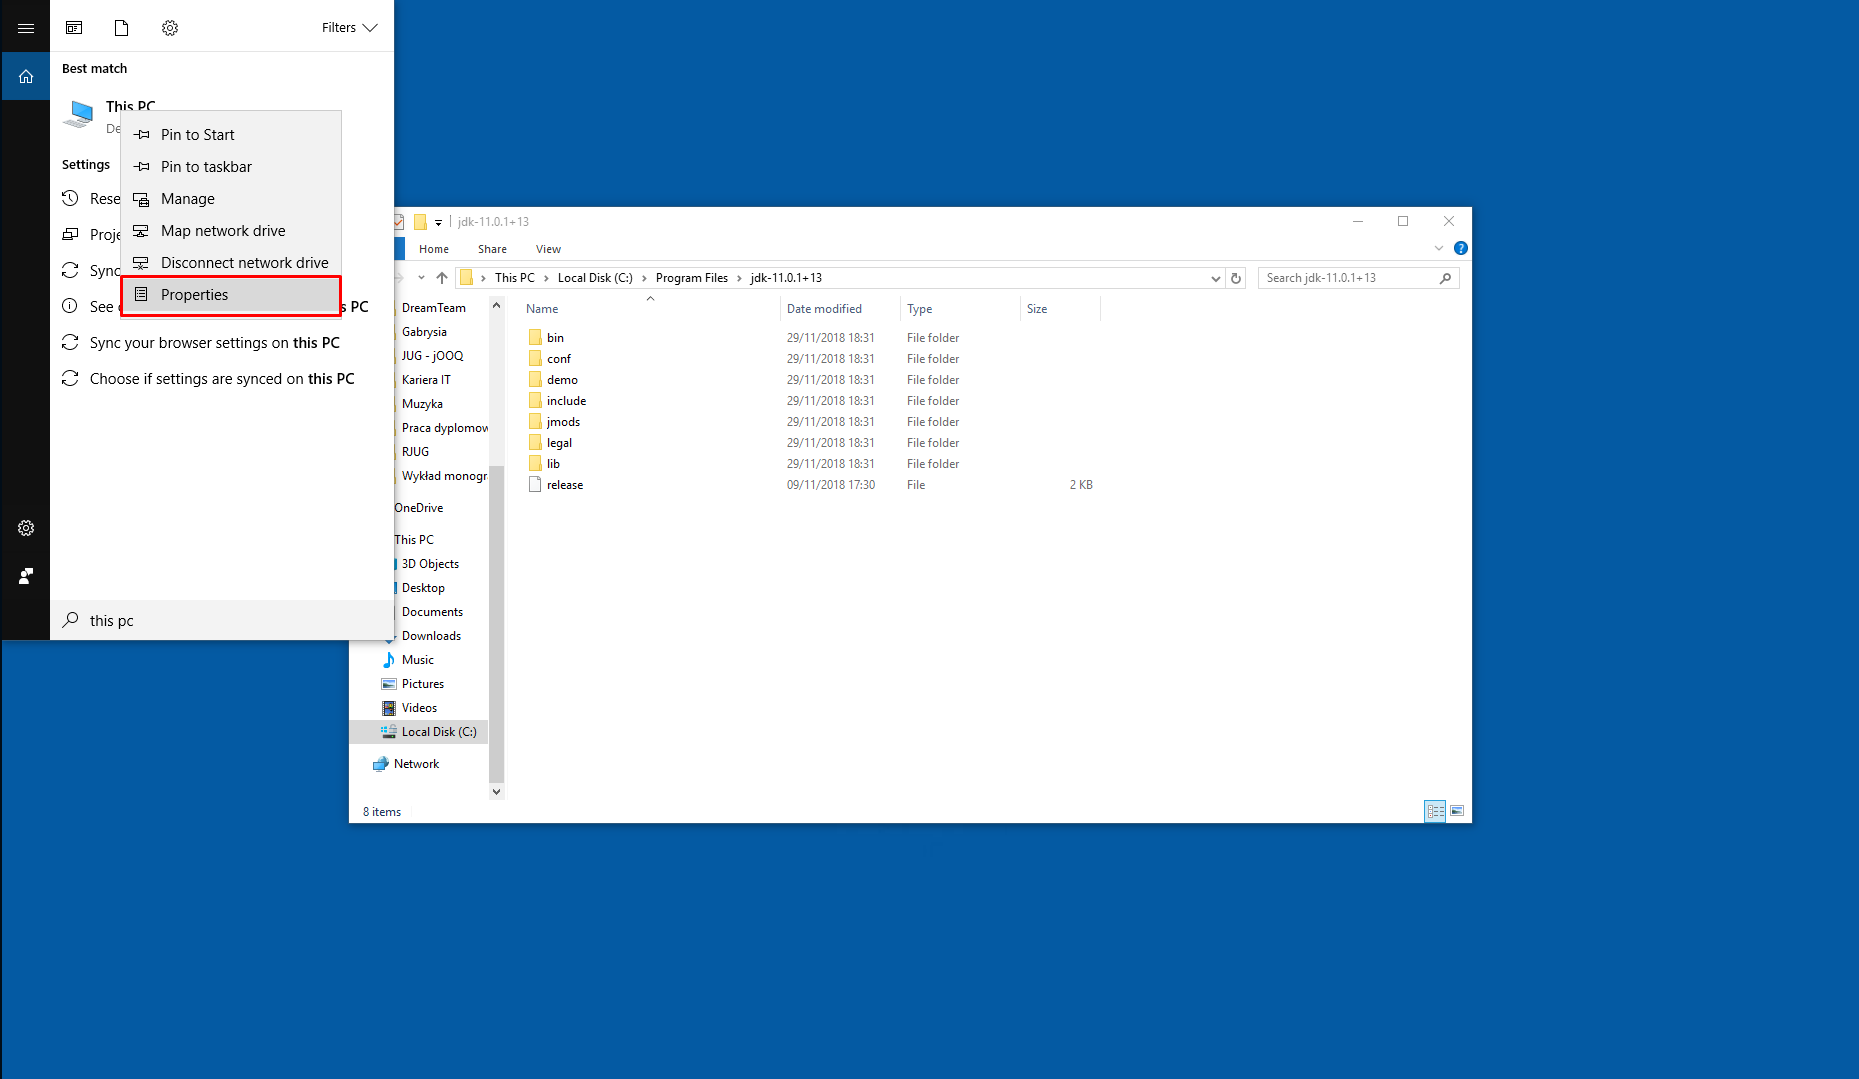 Filters
Best match
This PC
De
Pin to Start
Pin to taskbar
Settings
Rese
Manage
Proje
Map network drive
Sync
Disconnect network drive
Properties
See
s PC
Sync your browser settings on this PC
Choose if settings are synced on this PC
this pc
jdk-11.0.1+13
Home Share View
This PC Local Disk (C:) Program Files jdk-11.0.1+13
Search jdk-11.0.1+13
DreamTeam
Gabrysia
JUG - jOOQ
Kariera IT
Muzyka
Praca dyplomow
RJUG
Wykład monogr
OneDrive
This PC
3D Objects
Desktop
Documents
Downloads
Music
Pictures
Videos
Local Disk (C:)
Network
Name Date modified Type Size
bin 29/11/2018 18:31 File folder
conf 29/11/2018 18:31 File folder
demo 29/11/2018 18:31 File folder
include 29/11/2018 18:31 File folder
jmods 29/11/2018 18:31 File folder
legal 29/11/2018 18:31 File folder
lib 29/11/2018 18:31 File folder
release 09/11/2018 17:30 File 2 KB
8 items